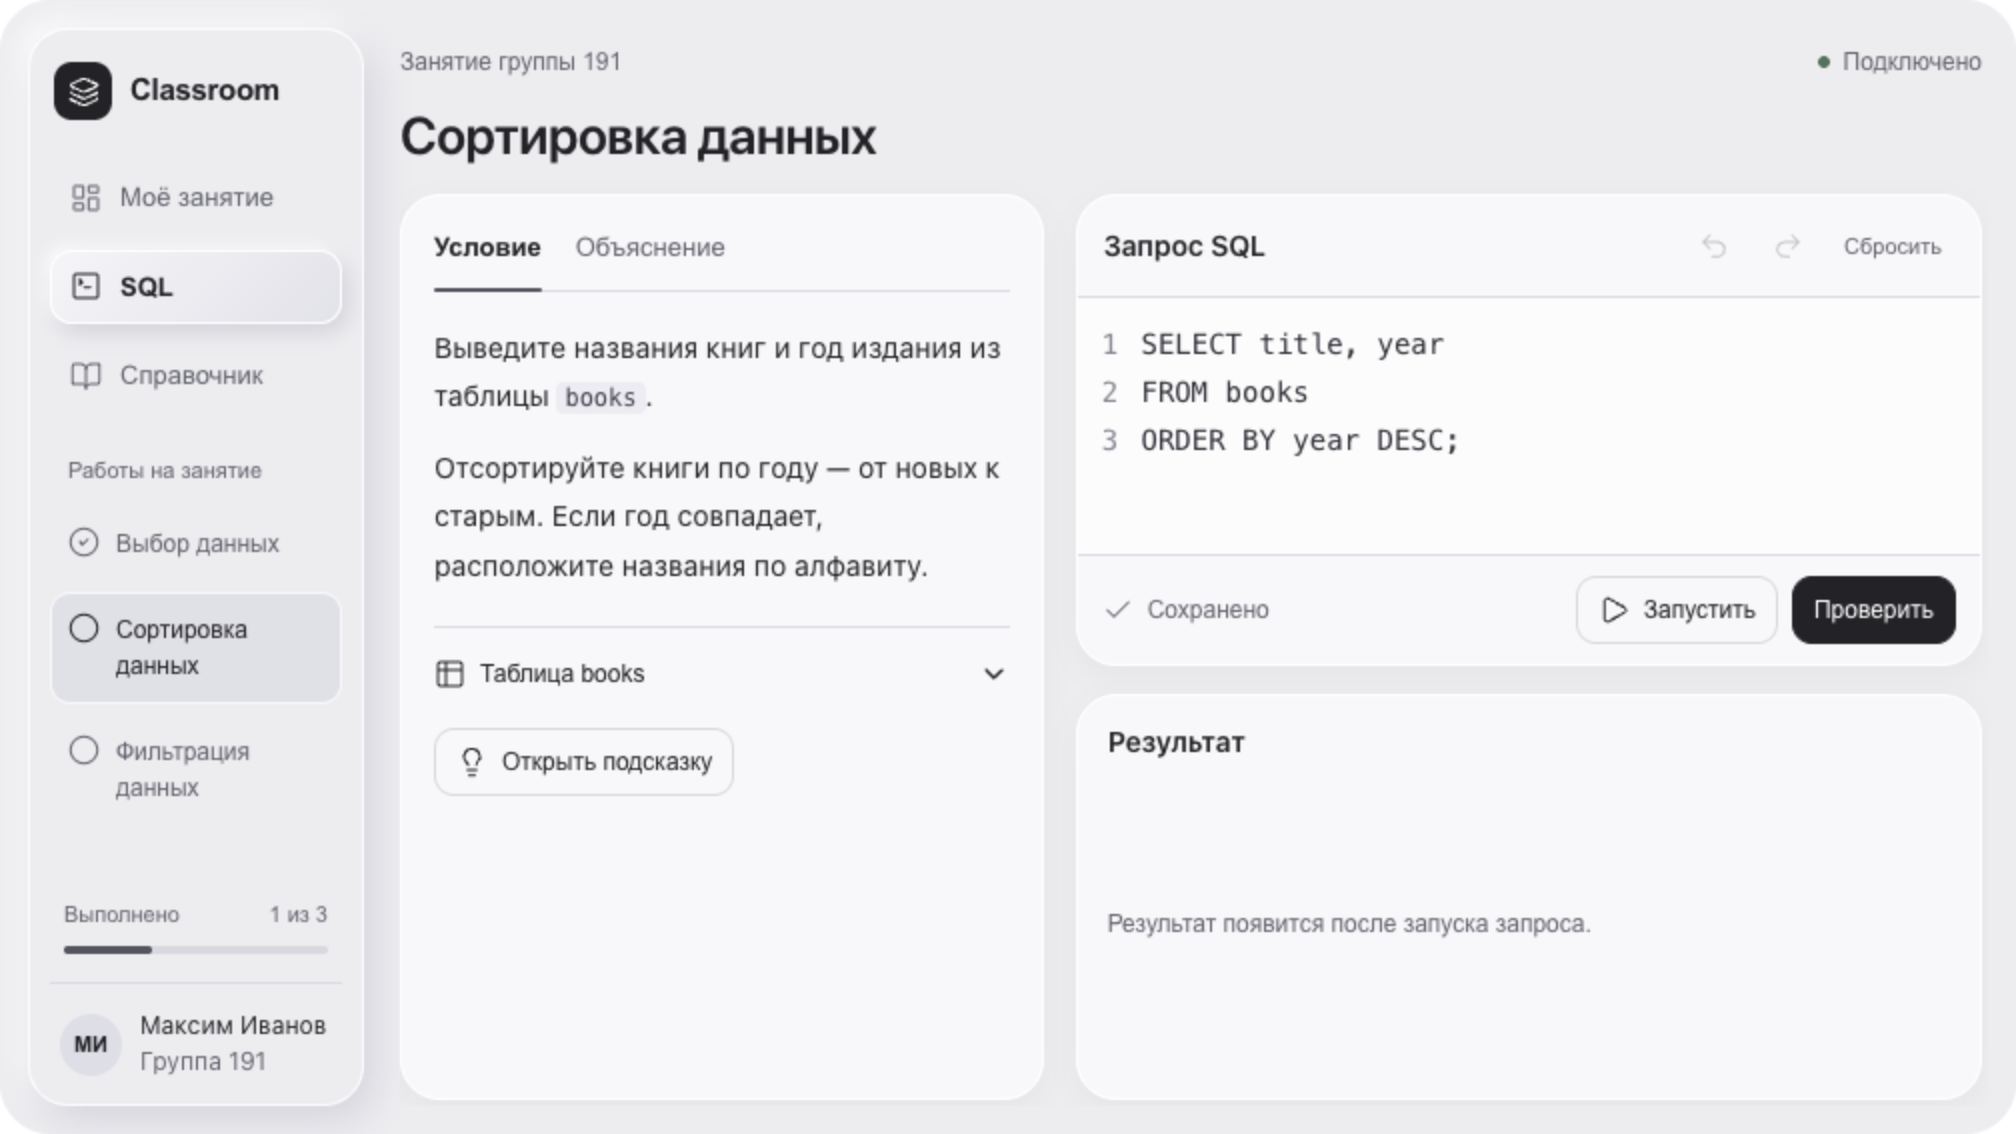 Classroom
Моё занятие
SQL
Справочник
Работы на занятие
Выбор данных
Сортировка
данных
Фильтрация
данных
Выполнено 1 из 3
МИ
Максим Иванов
Группа 191
Занятие группы 191
Подключено
Сортировка данных
Условие Объяснение
Выведите названия книг и год издания из
таблицы books.
Отсортируйте книги по году — от новых к
старым. Если год совпадает,
расположите названия по алфавиту.
Таблица books
Открыть подсказку
Запрос SQL
Сбросить
1 SELECT title, year
2 FROM books
3 ORDER BY year DESC;
Сохранено
Запустить
Проверить
Результат
Результат появится после запуска запроса.